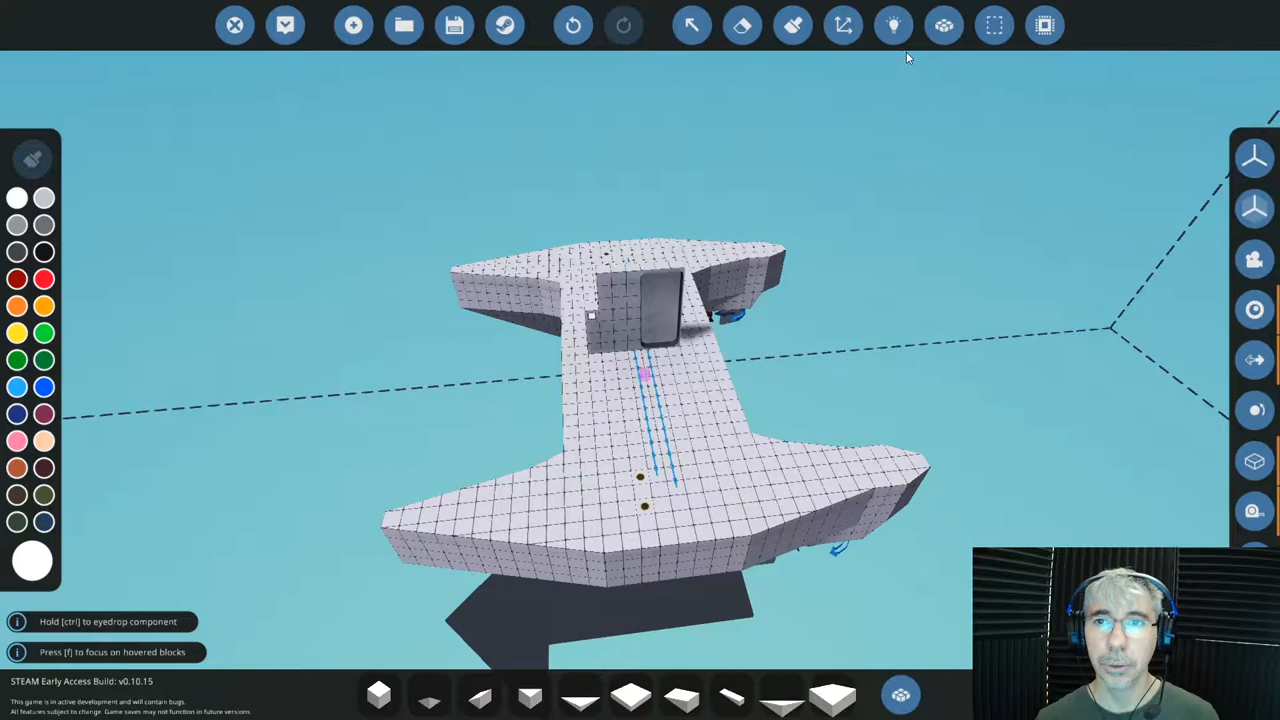 Hold [ctrl] to eyedrop component
Press [f] to focus on hovered blocks
STEAM Early Access Build: v0.10.15
This game is in active development and will contain bugs.
All features subject to change. Game saves may not function in future versions.